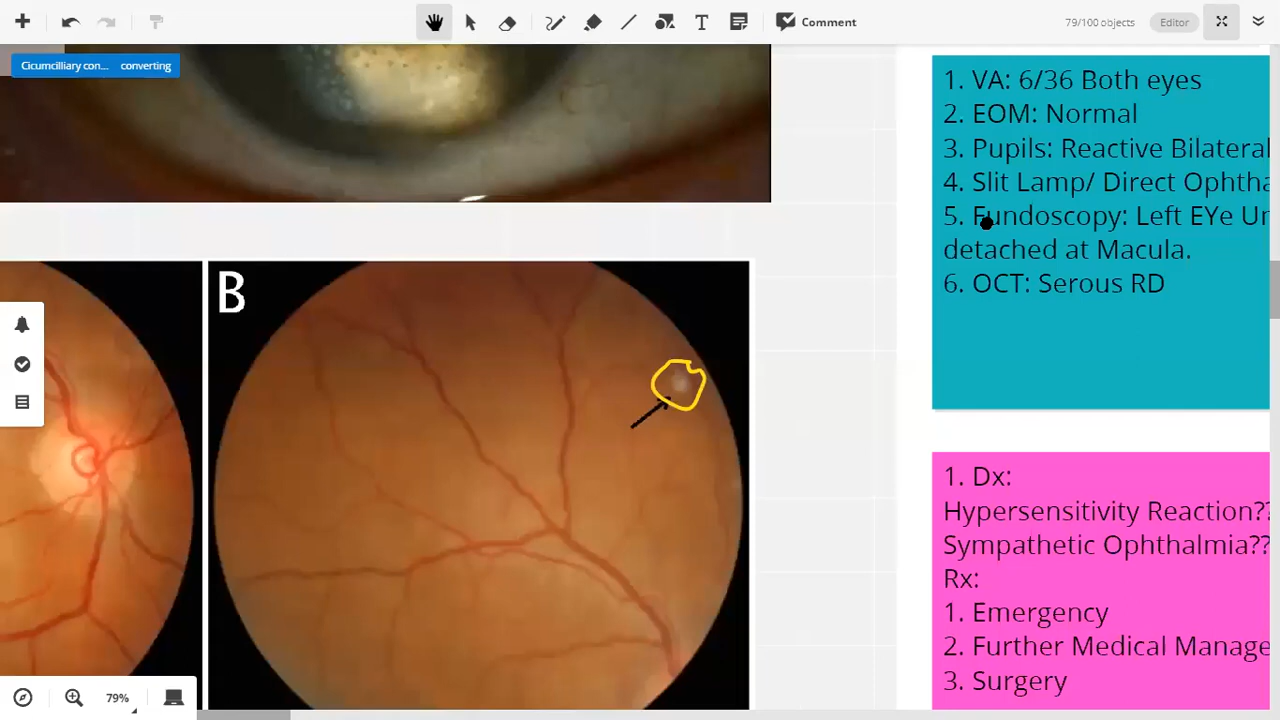 Comment
79/100 objects
Editor
Cicumcilliary con... converting
B
1. VA: 6/36 Both eyes
2. EOM: Normal
3. Pupils: Reactive Bilateral
4. Slit Lamp/ Direct Ophtha
5. Fundoscopy: Left EYe Un
detached at Macula.
6. OCT: Serous RD
1. Dx:
Hypersensitivity Reaction??
Sympathetic Ophthalmia??
Rx:
1. Emergency
2. Further Medical Manage
3. Surgery
79%